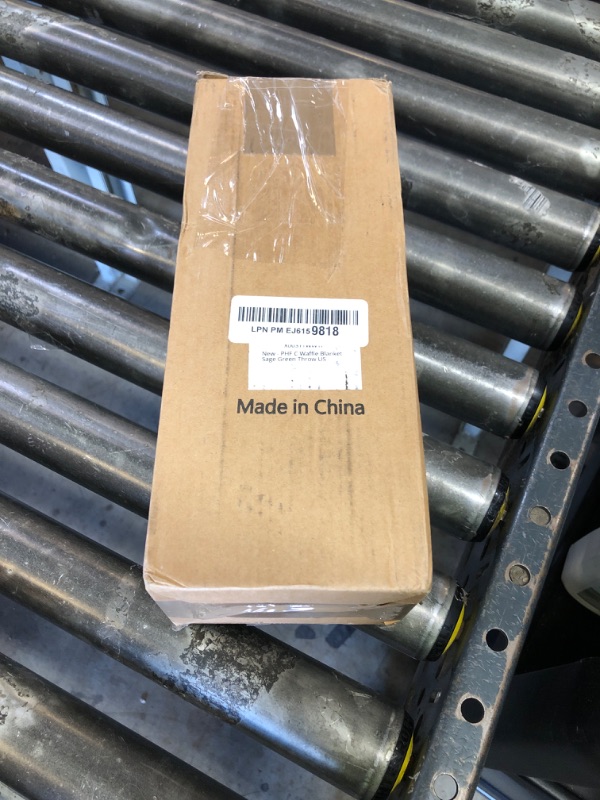 LPN PM EJ6159818
New - PHF C Waffle Blanket
Sage Green Throw US
Made in China